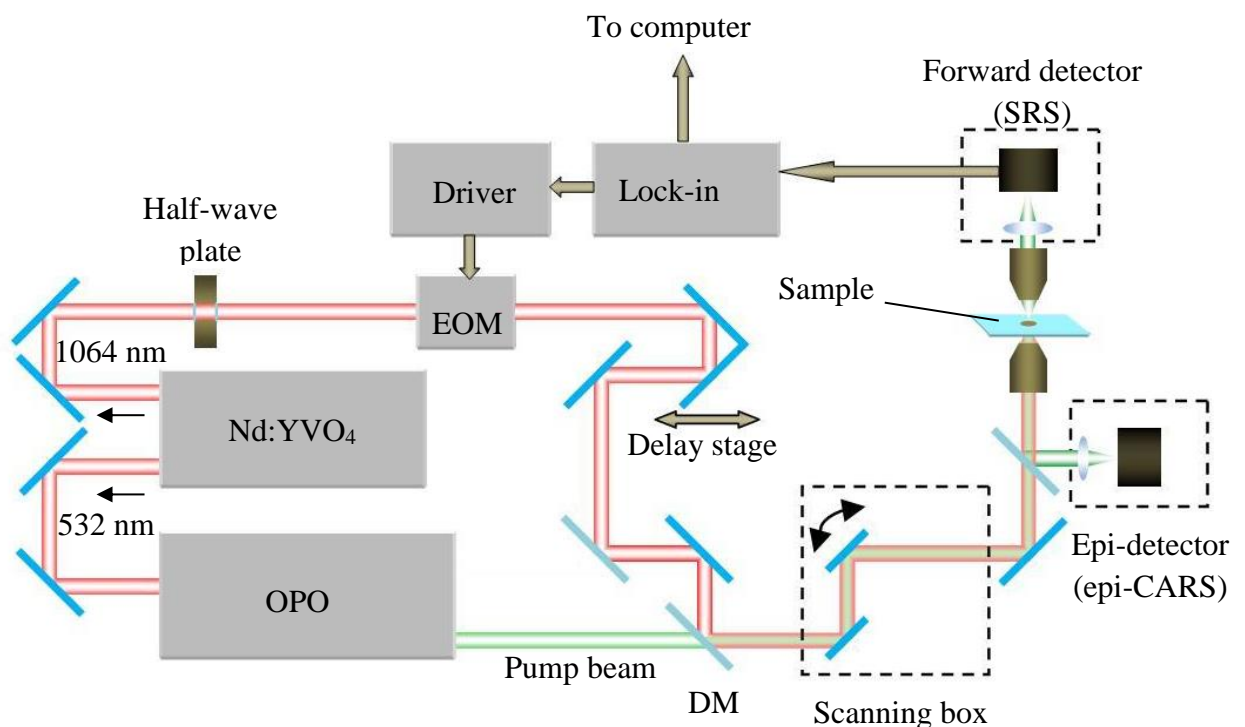 To computer
Forward detector
(SRS)
Driver
Lock-in
Half-wave
plate
Sample
EOM
1064 nm
Nd:YVO₄
Delay stage
532 nm
Epi-detector
(epi-CARS)
OPO
Pump beam
DM
Scanning box